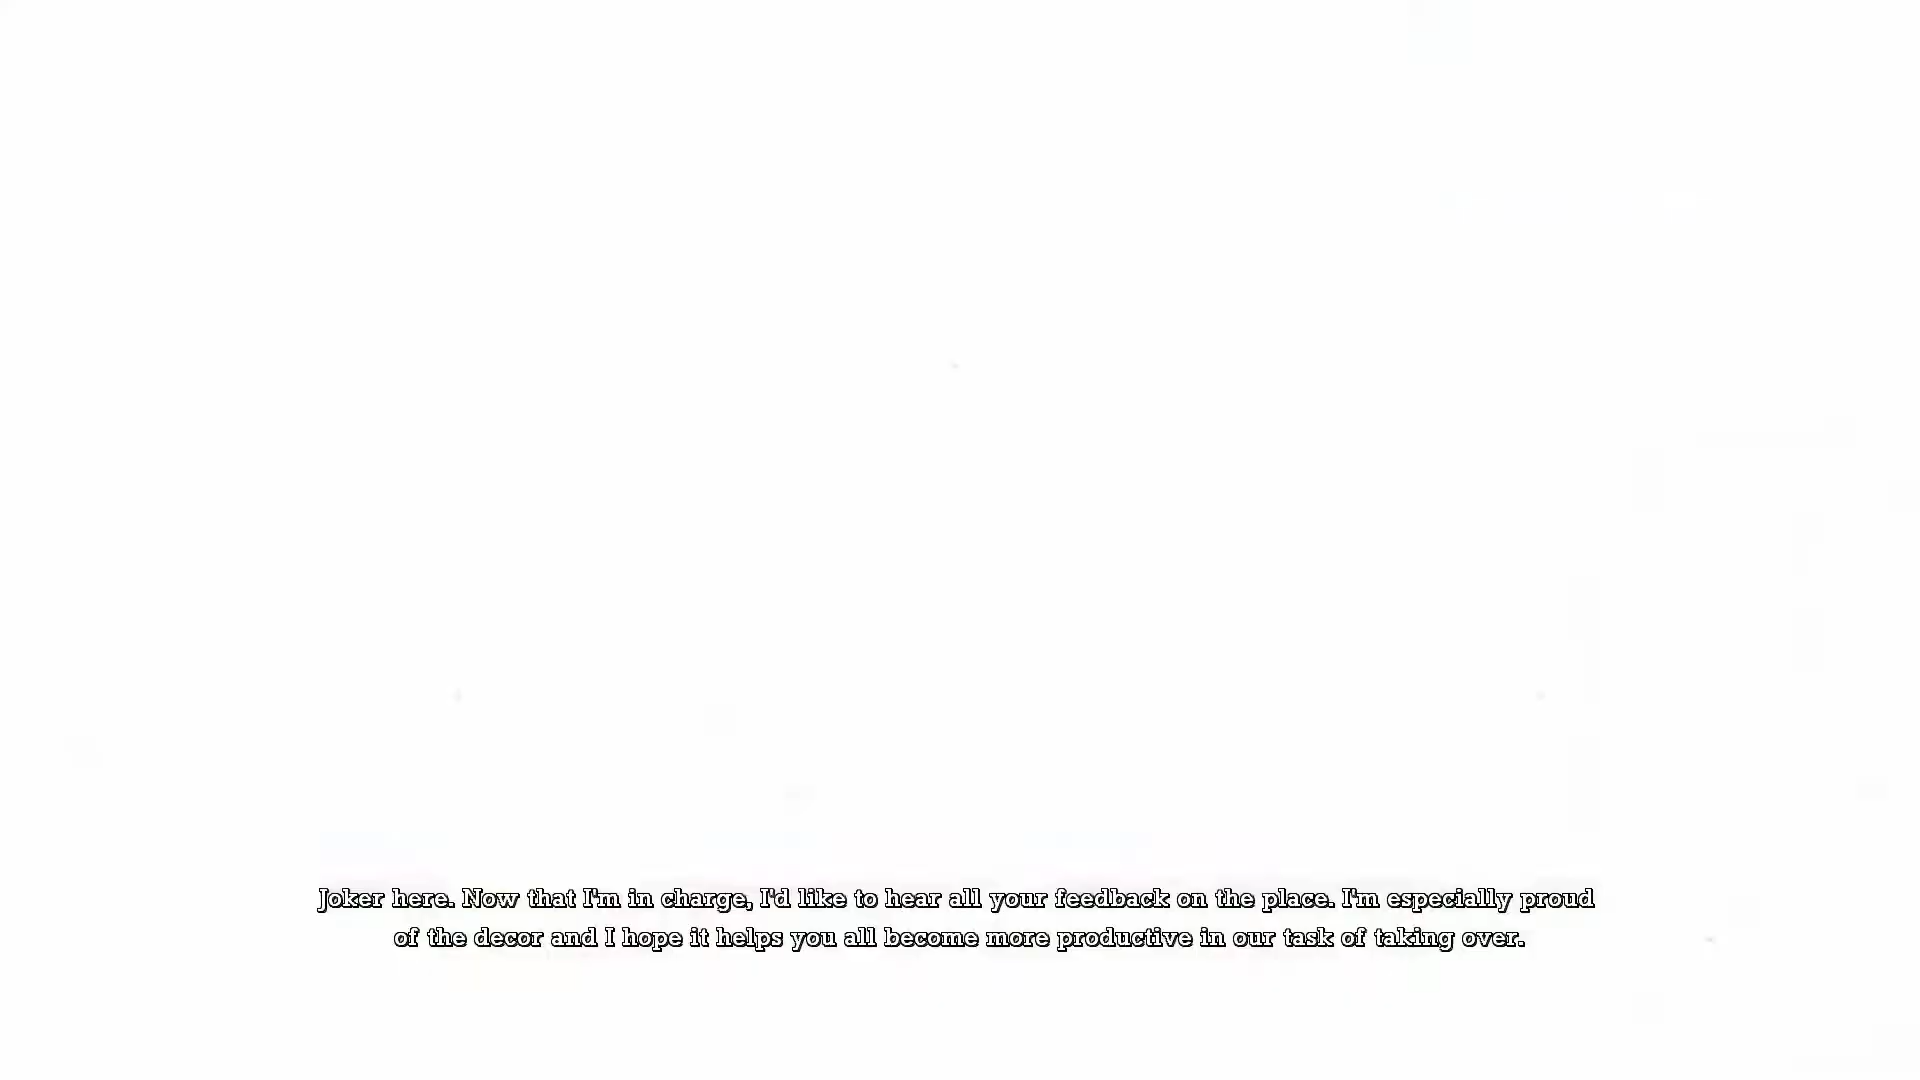 Joker here. Now that I'm in charge, I'd like to hear all your feedback on the place. I'm especially proud
of the decor and I hope it helps you all become more productive in our task of taking over.